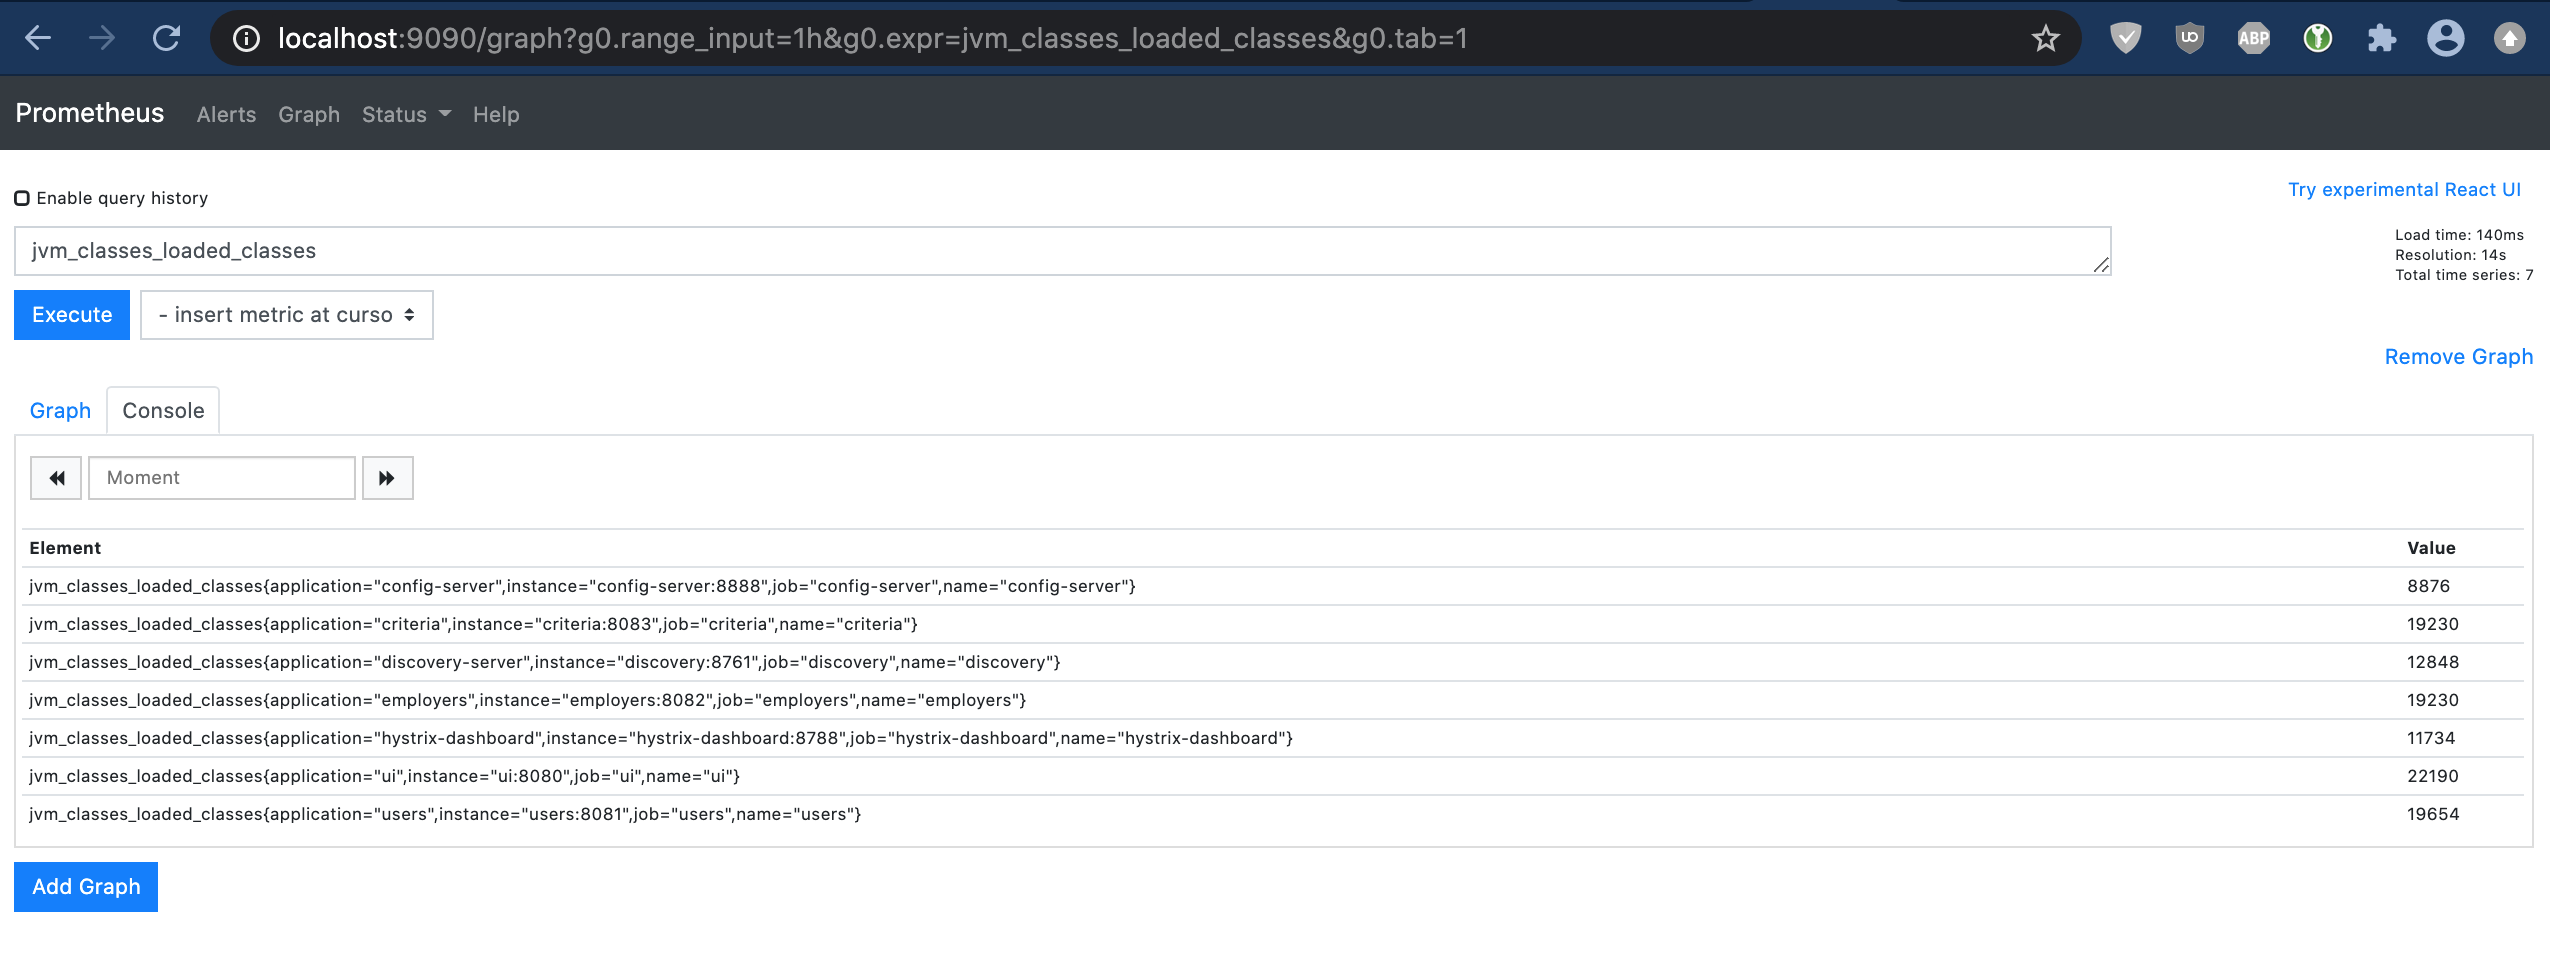 localhost:9090/graph?g0.range_input=1h&g0.expr=jvm_classes_loaded_classes&g0.tab=1
UO
ABP
Prometheus Alerts Graph Status Help
Enable query history
Try experimental React UI
jvm_classes_loaded_classes
Load time: 140ms
Resolution: 14s
Total time series: 7
Execute - insert metric at curso
Remove Graph
Graph Console
Moment
Element Value
jvm_classes_loaded_classes{application="config-server",instance="config-server:8888",job="config-server",name="config-server"} 8876
jvm_classes_loaded_classes{application="criteria",instance="criteria:8083",job="criteria",name="criteria"} 19230
jvm_classes_loaded_classes{application="discovery-server",instance="discovery:8761",job="discovery",name="discovery"} 12848
jvm_classes_loaded_classes{application="employers",instance="employers:8082",job="employers",name="employers"} 19230
jvm_classes_loaded_classes{application="hystrix-dashboard",instance="hystrix-dashboard:8788",job="hystrix-dashboard",name="hystrix-dashboard"} 11734
jvm_classes_loaded_classes{application="ui",instance="ui:8080",job="ui",name="ui"} 22190
jvm_classes_loaded_classes{application="users",instance="users:8081",job="users",name="users"} 19654
Add Graph